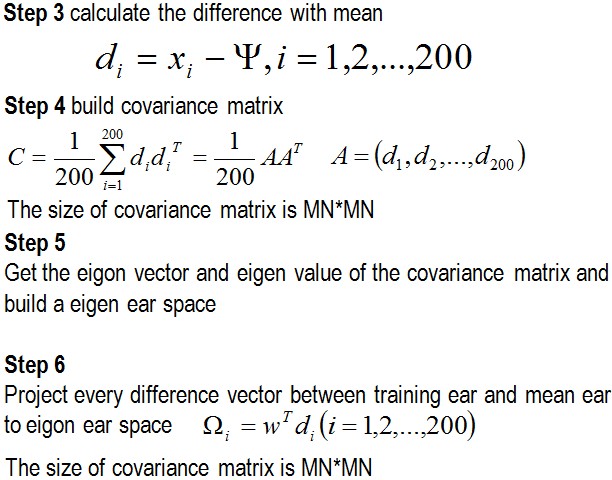 Step 3 calculate the difference with mean
d_i = x_i − Ψ, i = 1,2,...,200
Step 4 build covariance matrix
C = \frac{1}{200} \sum_{i=1}^{200} d_i d_i^T = \frac{1}{200} AA^T   A = (d_1, d_2, ..., d_{200})
The size of covariance matrix is MN*MN
Step 5
Get the eigon vector and eigen value of the covariance matrix and
build a eigen ear space
Step 6
Project every difference vector between training ear and mean ear
to eigon ear space   Ω_i = w^T d_i (i = 1,2,...,200)
The size of covariance matrix is MN*MN